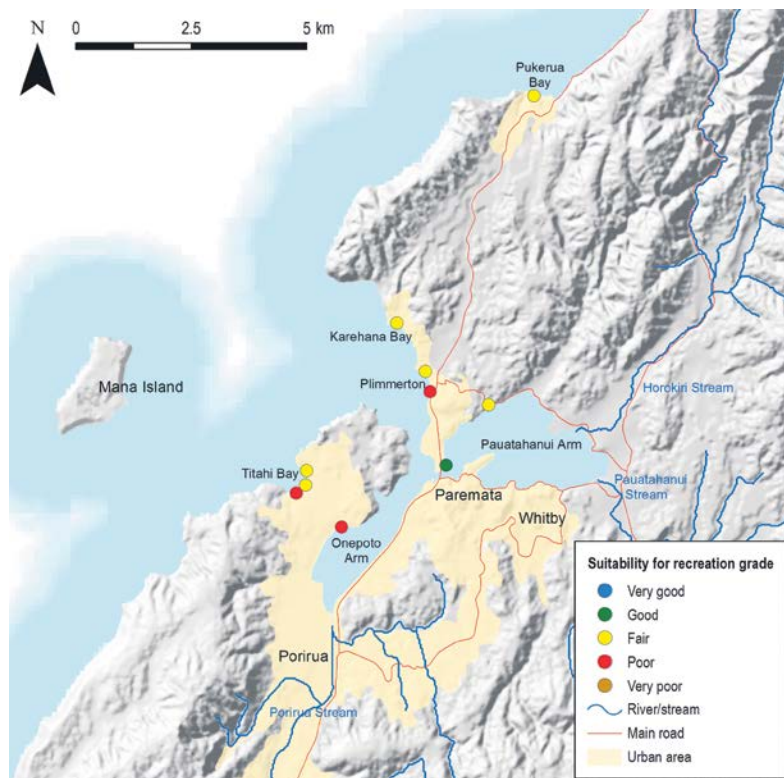 N
0 2.5 5 km
Pukerua
Bay
Karehana Bay
Mana Island
Plimmerton
Horokiri Stream
Pauatahanui Arm
Titahi Bay
Pauatahanui
Stream
Paremata
Whitby
Onepoto
Arm
Porirua
Porirua Stream
Suitability for recreation grade
Very good
Good
Fair
Poor
Very poor
River/stream
Main road
Urban area